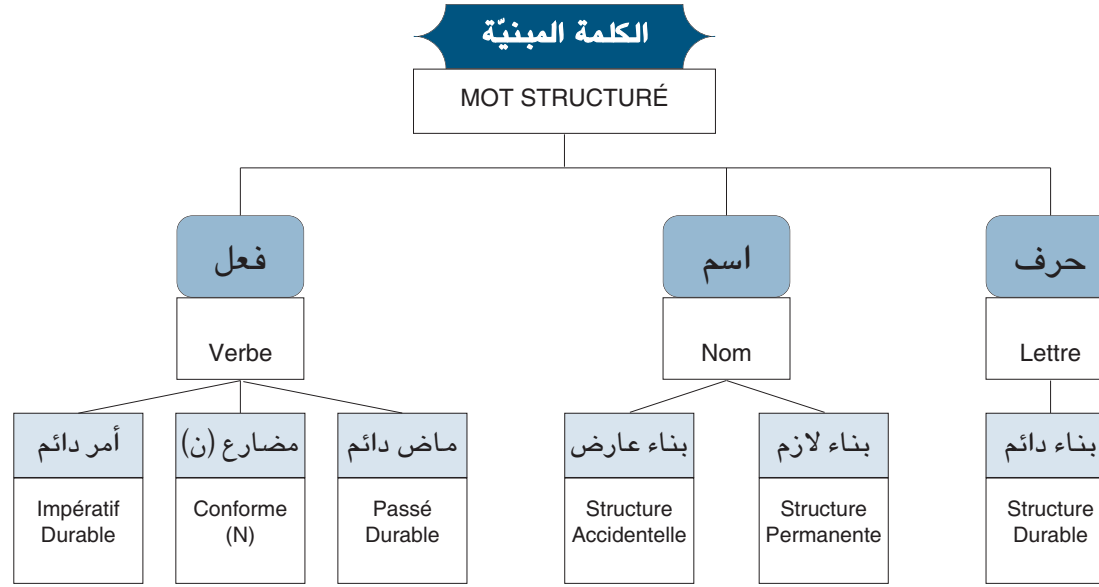 الكلمة المبنيّة
MOT STRUCTURÉ
فعل
Verbe
اسم
Nom
حرف
Lettre
أمر دائم
Impératif
Durable
مضارع (ن)
Conforme
(N)
ماض دائم
Passé
Durable
بناء عارض
Structure
Accidentelle
بناء لازم
Structure
Permanente
بناء دائم
Structure
Durable